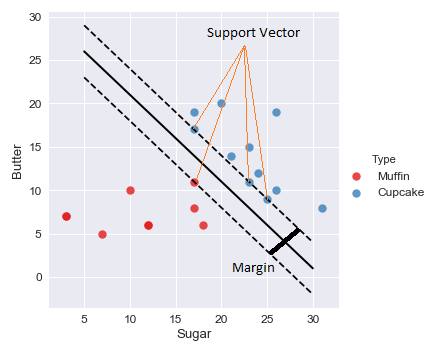 30
Support Vector
25
20
15
10
5
0
Butter
Type
Muffin
Cupcake
Margin
5 10 15 20 25 30
Sugar